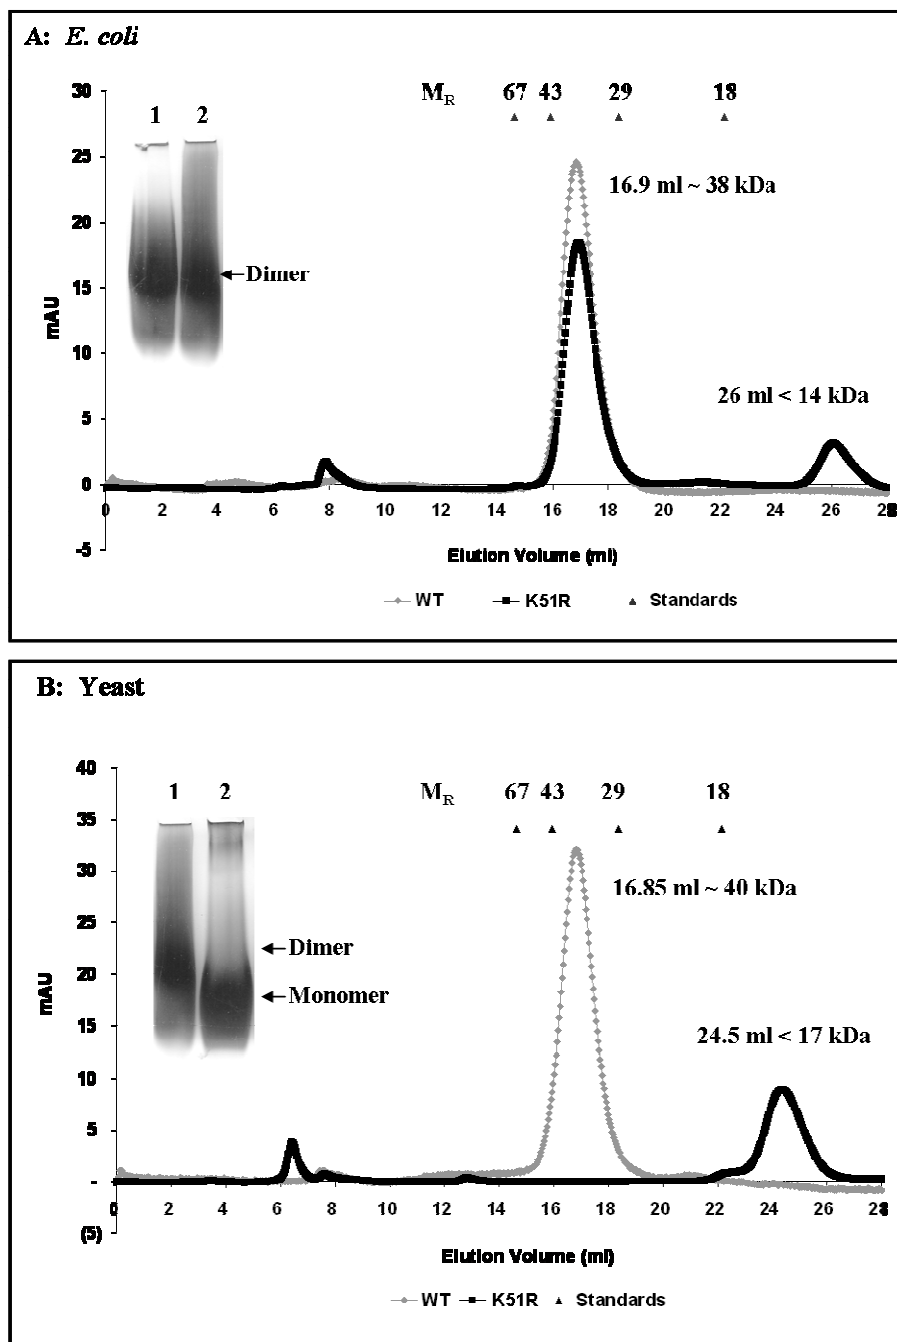 A: E. coli
30
25
20
15
10
5
0
-5
mAU
1 2
Dimer
M_R 67 43 29 18
16.9 ml ~ 38 kDa
26 ml < 14 kDa
0 2 4 6 8 10 12 14 16 18 20 22 24 26 28
Elution Volume (ml)
WT K51R Standards
B: Yeast
40
35
30
25
20
15
10
5
-
(5)
mAU
1 2
Dimer
Monomer
M_R 67 43 29 18
16.85 ml ~ 40 kDa
24.5 ml < 17 kDa
0 2 4 6 8 10 12 14 16 18 20 22 24 26 28
Elution Volume (ml)
WT K51R Standards